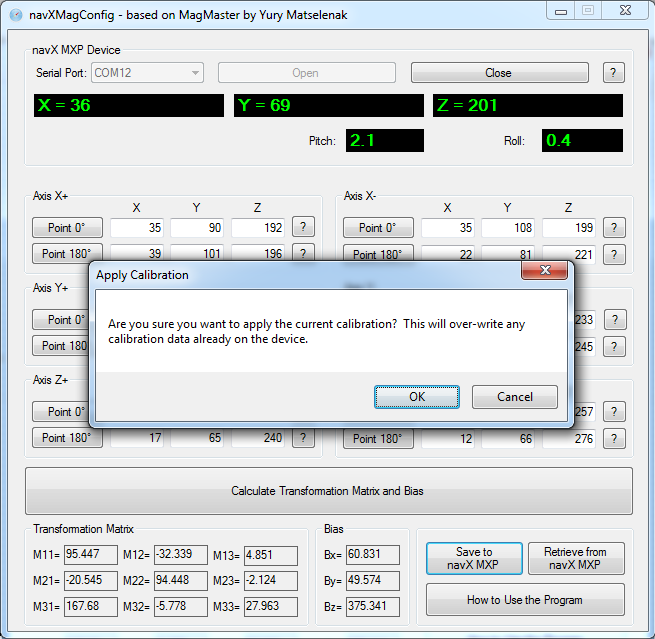 navXMagConfig - based on MagMaster by Yury Matselenak
navX MXP Device
Serial Port: COM12 Open Close ?
X = 36 Y = 69 Z = 201
Pitch: 2.1 Roll: 0.4
Axis X+ Axis X-
X Y Z X Y Z
Point 0° 35 90 192 ? Point 0° 35 108 199 ?
Point 180° 39 101 196 ? Point 180° 22 81 221 ?
Apply Calibration
Axis Y+
Point 0° 233 ?
Are you sure you want to apply the current calibration? This will over-write any
calibration data already on the device.
Point 180 245 ?
Axis Z+
OK Cancel
Point 0° 257 ?
Point 180° 17 65 240 ? Point 180° 12 66 276 ?
Calculate Transformation Matrix and Bias
Transformation Matrix Bias
M11= 95.447 M12= -32.339 M13= 4.851 Bx= 60.831
M21= -20.545 M22= 94.448 M23= -2.124 By= 49.574
M31= 167.68 M32= -5.778 M33= 27.963 Bz= 375.341
Save to
navX MXP
Retrieve from
navX MXP
How to Use the Program